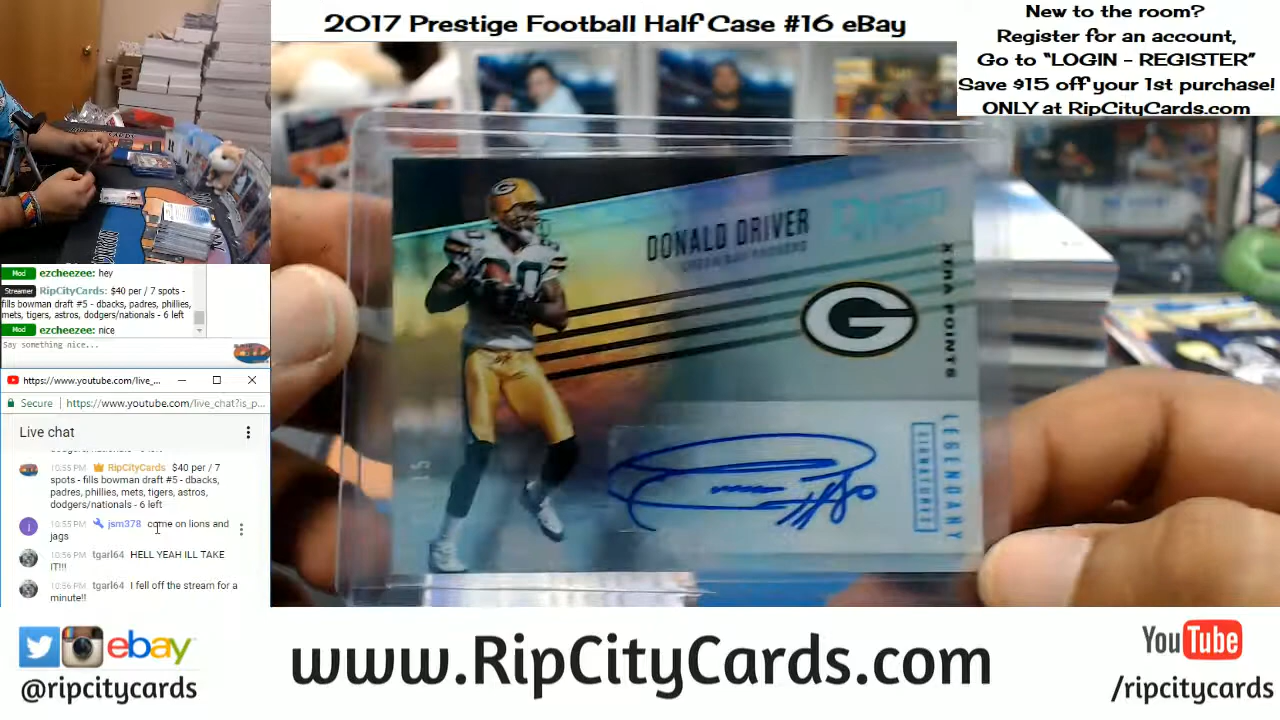 2017 Prestige Football Half Case #16 eBay
New to the room?
Register for an account,
Go to “LOGIN - REGISTER”
Save $15 off your 1st purchase!
ONLY at RipCityCards.com
DONALD DRIVER
GREEN BAY PACKERS
XTRA POINTS
LEGENDARY
SIGNATURES
G
Mod ezcheezee: hey
Streamer RipCityCards: $40 per / 7 spots -
fills bowman draft #5 - dbacks, padres, phillies,
mets, tigers, astros, dodgers/nationals - 6 left
Mod ezcheezee: nice
Say something nice...
https://www.youtube.com/live_...
Secure https://www.youtube.com/live_chat?is_p...
Live chat
10:55 PM RipCityCards $40 per / 7
spots - fills bowman draft #5 - dbacks,
padres, phillies, mets, tigers, astros,
dodgers/nationals - 6 left
10:55 PM jsm378 come on lions and
jags
10:56 PM tgarl64 HELL YEAH ILL TAKE
IT!!!
10:56 PM tgarl64 I fell off the stream for a
minute!!
ebay
@ripcitycards
www.RipCityCards.com
YouTube
/ripcitycards